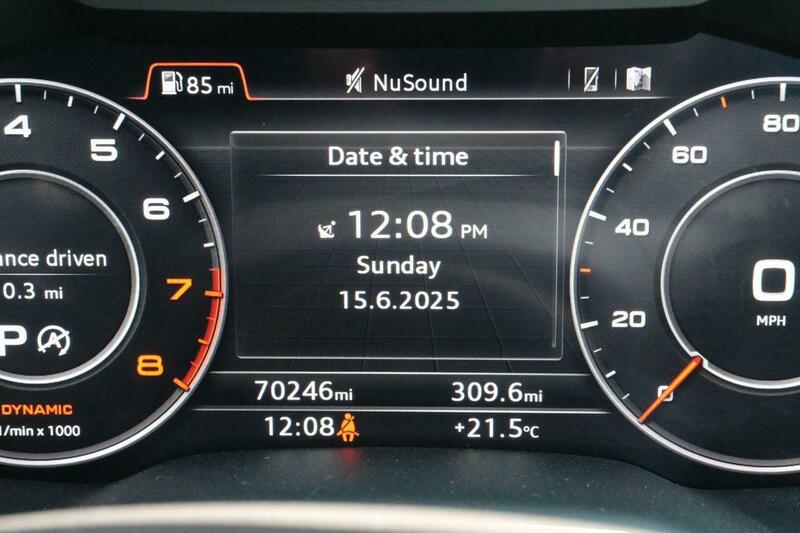 85 mi
NuSound
Date & time
12:08 PM
Sunday
15.6.2025
4
5
6
7
8
ance driven
0.3 mi
P
DYNAMIC
1/min x 1000
80
60
40
20
0
0
MPH
70246mi
309.6mi
12:08
+21.5°C